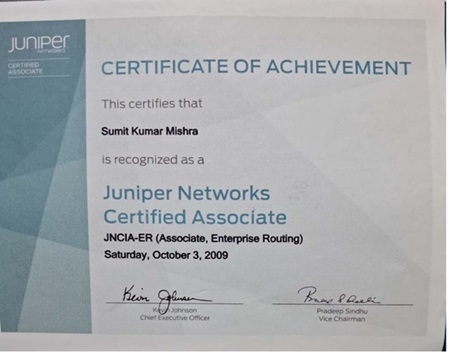 JUNIPER
NETWORKS
CERTIFIED
ASSOCIATE
CERTIFICATE OF ACHIEVEMENT
This certifies that
Sumit Kumar Mishra
is recognized as a
Juniper Networks
Certified Associate
JNCIA-ER (Associate, Enterprise Routing)
Saturday, October 3, 2009
Kevin Johnson
Kevin Johnson
Chief Executive Officer
Pradeep Sindhu
Vice Chairman